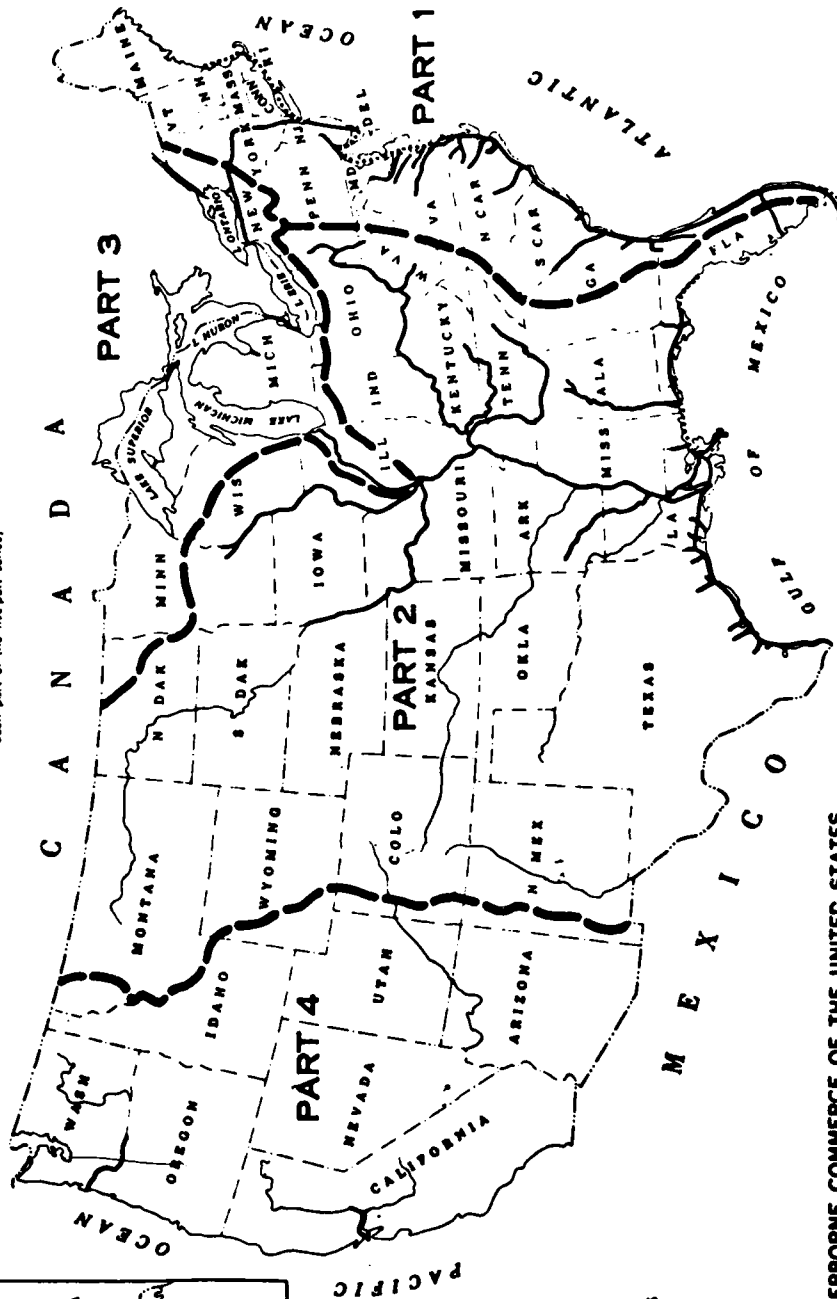 CANADA
PART 3
PART 1
PART 2
PART 4
WASH
OREGON
IDAHO
MONTANA
WYOMING
NEVADA
CALIFORNIA
UTAH
ARIZONA
COLO
N MEX
N DAK
S DAK
NEBRASKA
KANSAS
OKLA
TEXAS
MINN
IOWA
MISSOURI
ARK
LA
WIS
ILL
IND
OHIO
MICH
KENTUCKY
TENN
MISS
ALA
GA
FLA
S CAR
N CAR
VA
W VA
MD
DEL
PENN
NJ
NEW YORK
CONN
RI
MASS
VT
NH
MAINE
LAKE SUPERIOR
LAKE MICHIGAN
L HURON
L ERIE
L ONTARIO
ATLANTIC
OCEAN
PACIFIC
OCEAN
GULF
OF
MEXICO
MEXICO
COMMERCE OF THE UNITED STATES